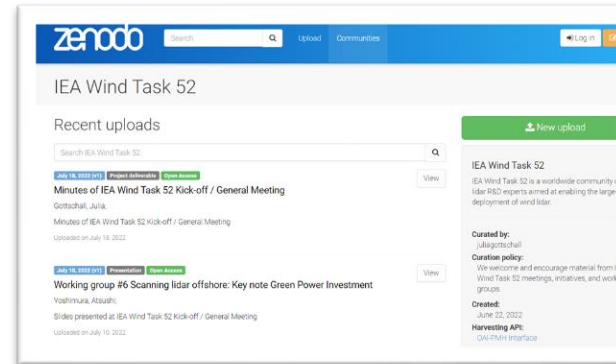 zenodo
Search
Upload
Communities
Log in
IEA Wind Task 52
Recent uploads
Search IEA Wind Task 52
July 18, 2022 (v1) Project deliverable Open Access
View
Minutes of IEA Wind Task 52 Kick-off / General Meeting
Gottschall, Julia;
Minutes of IEA Wind Task 52 Kick-off / General Meeting
Uploaded on July 18, 2022
July 10, 2022 (v1) Presentation Open Access
View
Working group #6 Scanning lidar offshore: Key note Green Power Investment
Yoshimura, Atsushi;
Slides presented at IEA Wind Task 52 Kick-off / General Meeting
Uploaded on July 10, 2022
New upload
IEA Wind Task 52
IEA Wind Task 52 is a worldwide community
lidar R&D experts aimed at enabling the large
deployment of wind lidar.
Curated by:
juliagottschall
Curation policy:
We welcome and encourage material from
Wind Task 52 meetings, initiatives, and work
groups.
Created:
June 22, 2022
Harvesting API:
OAI-PMH Interface